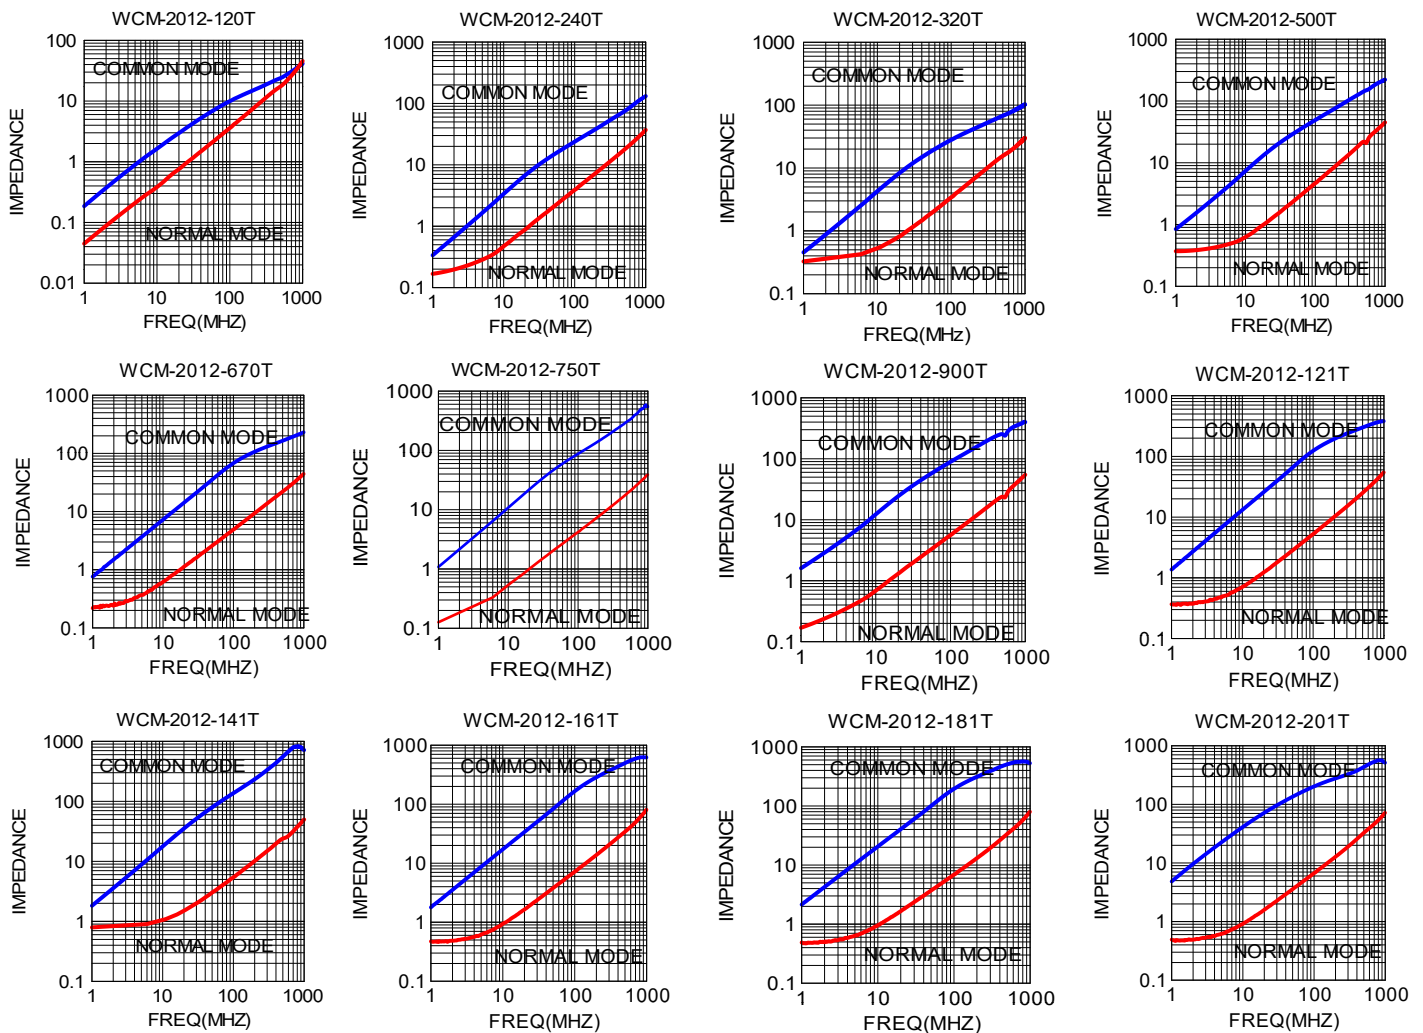 WCM-2012-120T
100
10
1
0.1
0.01
IMPEDANCE
COMMON MODE
NORMAL MODE
1
10
100
1000
FREQ(MHZ)
WCM-2012-240T
1000
100
10
1
0.1
IMPEDANCE
COMMON MODE
NORMAL MODE
1
10
100
1000
FREQ(MHZ)
WCM-2012-320T
1000
100
10
1
0.1
IMPEDANCE
COMMON MODE
NORMAL MODE
1
10
100
1000
FREQ(MHz)
WCM-2012-500T
1000
100
10
1
0.1
IMPEDANCE
COMMON MODE
NORMAL MODE
1
10
100
1000
FREQ(MHZ)
WCM-2012-670T
1000
100
10
1
0.1
IMPEDANCE
COMMON MODE
NORMAL MODE
1
10
100
1000
FREQ(MHZ)
WCM-2012-750T
1000
100
10
1
0.1
IMPEDANCE
COMMON MODE
NORMAL MODE
1
10
100
1000
FREQ(MHZ)
WCM-2012-900T
1000
100
10
1
0.1
IMPEDANCE
COMMON MODE
NORMAL MODE
1
10
100
1000
FREQ(MHZ)
WCM-2012-121T
1000
100
10
1
0.1
IMPEDANCE
COMMON MODE
NORMAL MODE
1
10
100
1000
FREQ(MHZ)
WCM-2012-141T
1000
100
10
1
0.1
IMPEDANCE
COMMON MODE
NORMAL MODE
1
10
100
1000
FREQ(MHZ)
WCM-2012-161T
1000
100
10
1
0.1
IMPEDANCE
COMMON MODE
NORMAL MODE
1
10
100
1000
FREQ(MHZ)
WCM-2012-181T
1000
100
10
1
0.1
IMPEDANCE
COMMON MODE
NORMAL MODE
1
10
100
1000
FREQ(MHZ)
WCM-2012-201T
1000
100
10
1
0.1
IMPEDANCE
COMMON MODE
NORMAL MODE
1
10
100
1000
FREQ(MHZ)